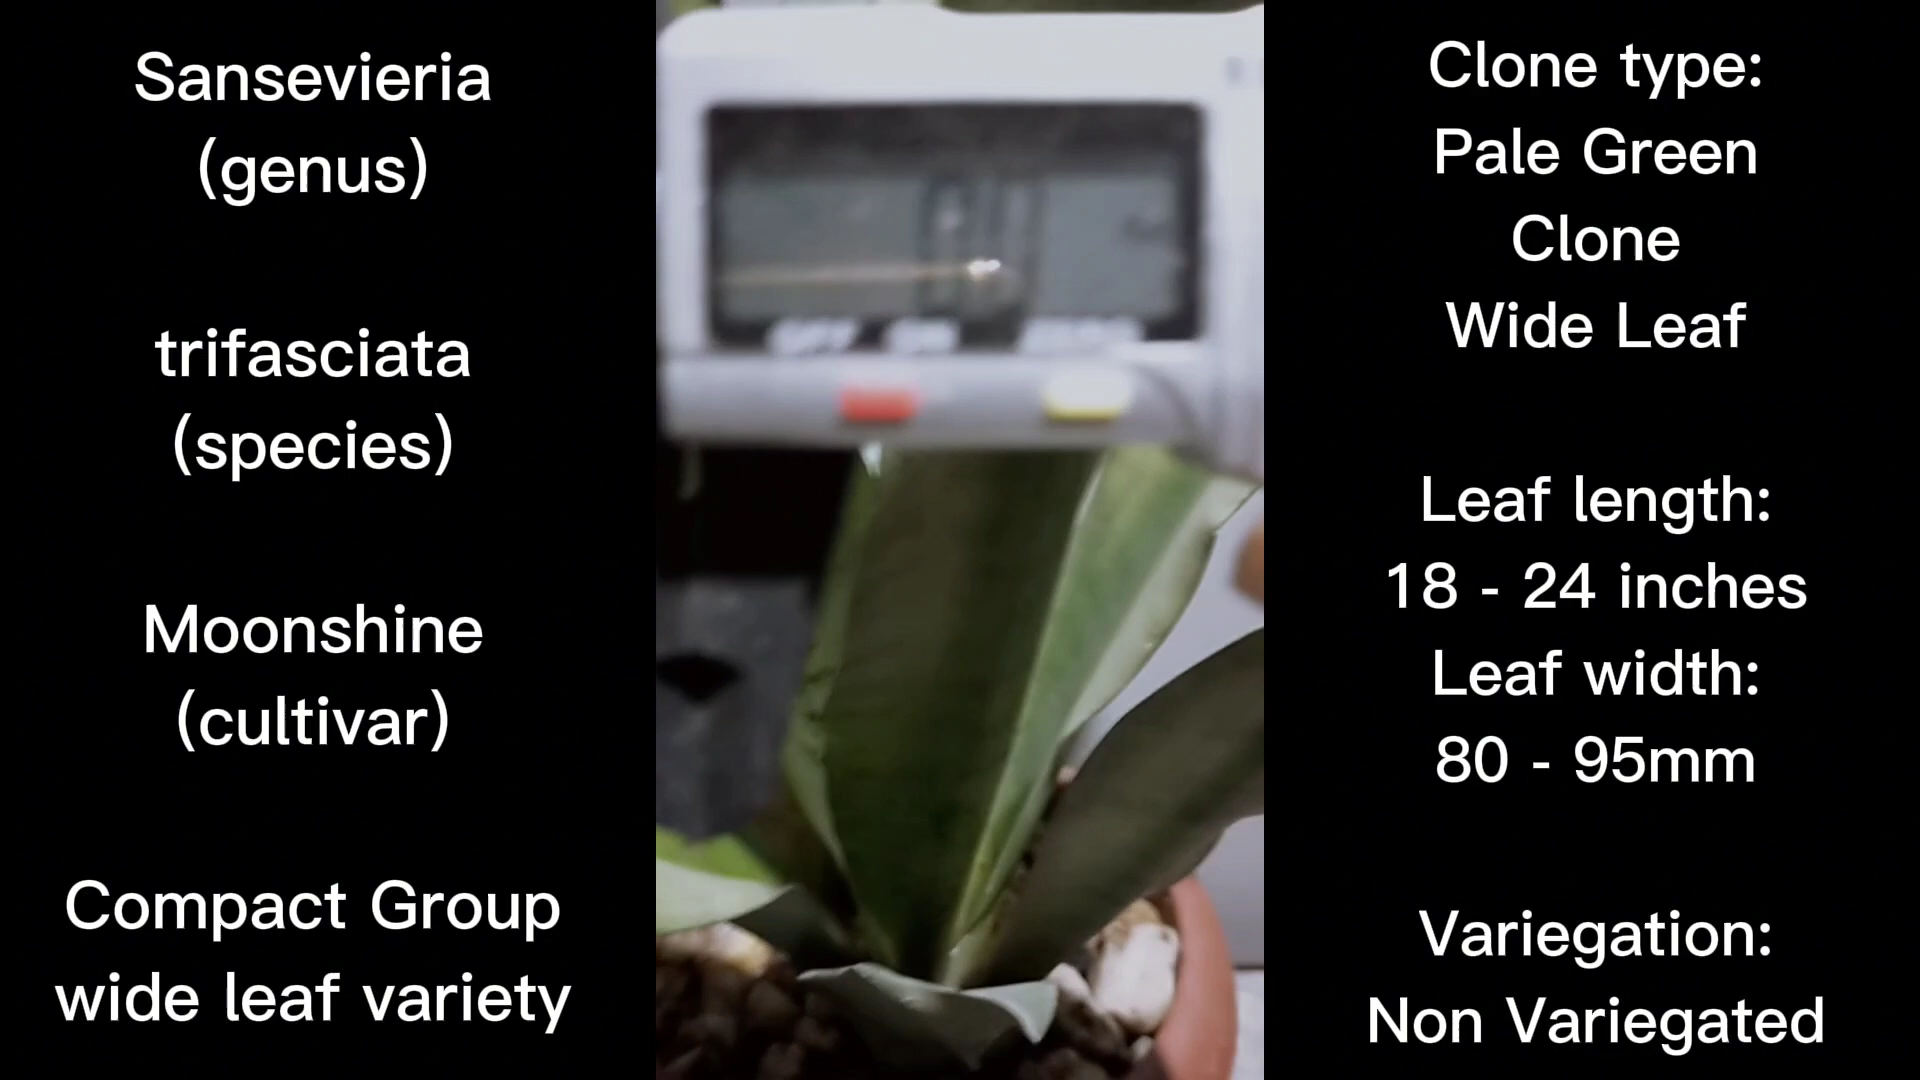 Sansevieria
(genus)
trifasciata
(species)
Moonshine
(cultivar)
Compact Group
wide leaf variety
Clone type:
Pale Green
Clone
Wide Leaf
Leaf length:
18 - 24 inches
Leaf width:
80 - 95mm
Variegation:
Non Variegated